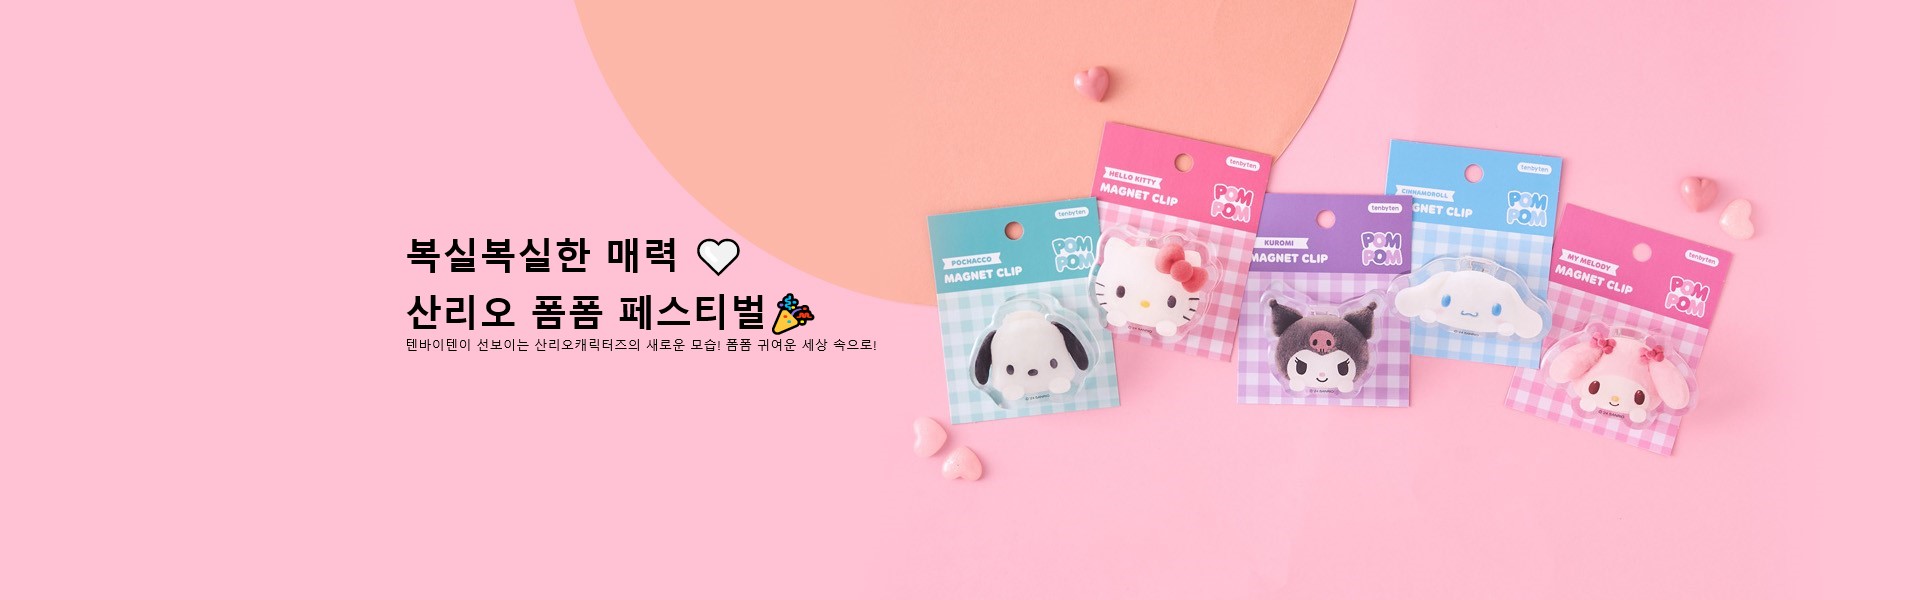 복실복실한 매력 🤍
산리오 폼폼 페스티벌🎉
텐바이텐이 선보이는 산리오캐릭터즈의 새로운 모습! 폼폼 귀여운 세상 속으로!
tenbyten
POCHACCO
MAGNET CLIP
POM
POM
tenbyten
HELLO KITTY
MAGNET CLIP
POM
POM
tenbyten
KUROMI
MAGNET CLIP
POM
POM
tenbyten
CINNAMOROLL
GNET CLIP
POM
POM
tenbyten
MY MELODY
MAGNET CLIP
POM
POM